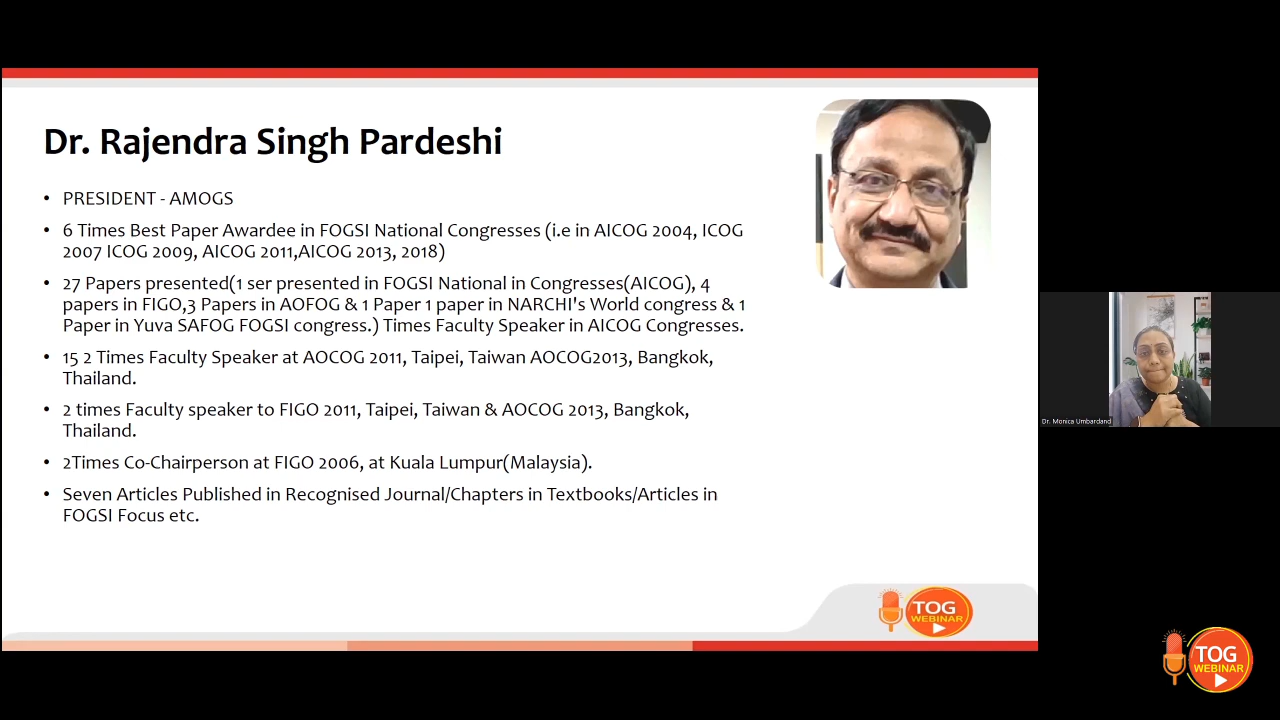 Dr. Rajendra Singh Pardeshi
• PRESIDENT - AMOGS
• 6 Times Best Paper Awardee in FOGSI National Congresses (i.e in AICOG 2004, ICOG
2007 ICOG 2009, AICOG 2011,AICOG 2013, 2018)
• 27 Papers presented(1 ser presented in FOGSI National in Congresses(AICOG), 4
papers in FIGO,3 Papers in AOFOG & 1 Paper 1 paper in NARCHI's World congress & 1
Paper in Yuva SAFOG FOGSI congress.) Times Faculty Speaker in AICOG Congresses.
• 15 2 Times Faculty Speaker at AOCOG 2011, Taipei, Taiwan AOCOG2013, Bangkok,
Thailand.
• 2 times Faculty speaker to FIGO 2011, Taipei, Taiwan & AOCOG 2013, Bangkok,
Thailand.
• 2Times Co-Chairperson at FIGO 2006, at Kuala Lumpur(Malaysia).
• Seven Articles Published in Recognised Journal/Chapters in Textbooks/Articles in
FOGSI Focus etc.
TOG
WEBINAR
Dr. Monica Umbardand
TOG
WEBINAR